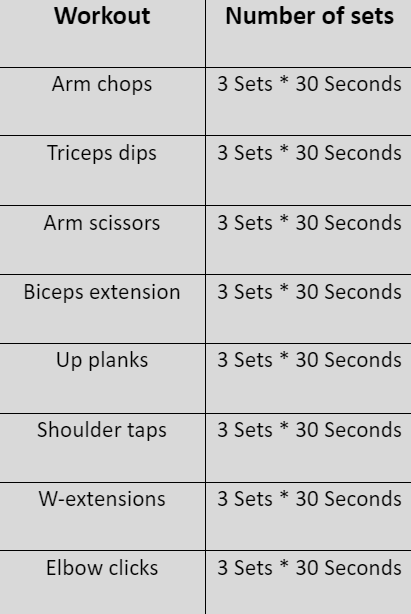 Workout Number of sets
Arm chops 3 Sets * 30 Seconds
Triceps dips 3 Sets * 30 Seconds
Arm scissors 3 Sets * 30 Seconds
Biceps extension 3 Sets * 30 Seconds
Up planks 3 Sets * 30 Seconds
Shoulder taps 3 Sets * 30 Seconds
W-extensions 3 Sets * 30 Seconds
Elbow clicks 3 Sets * 30 Seconds